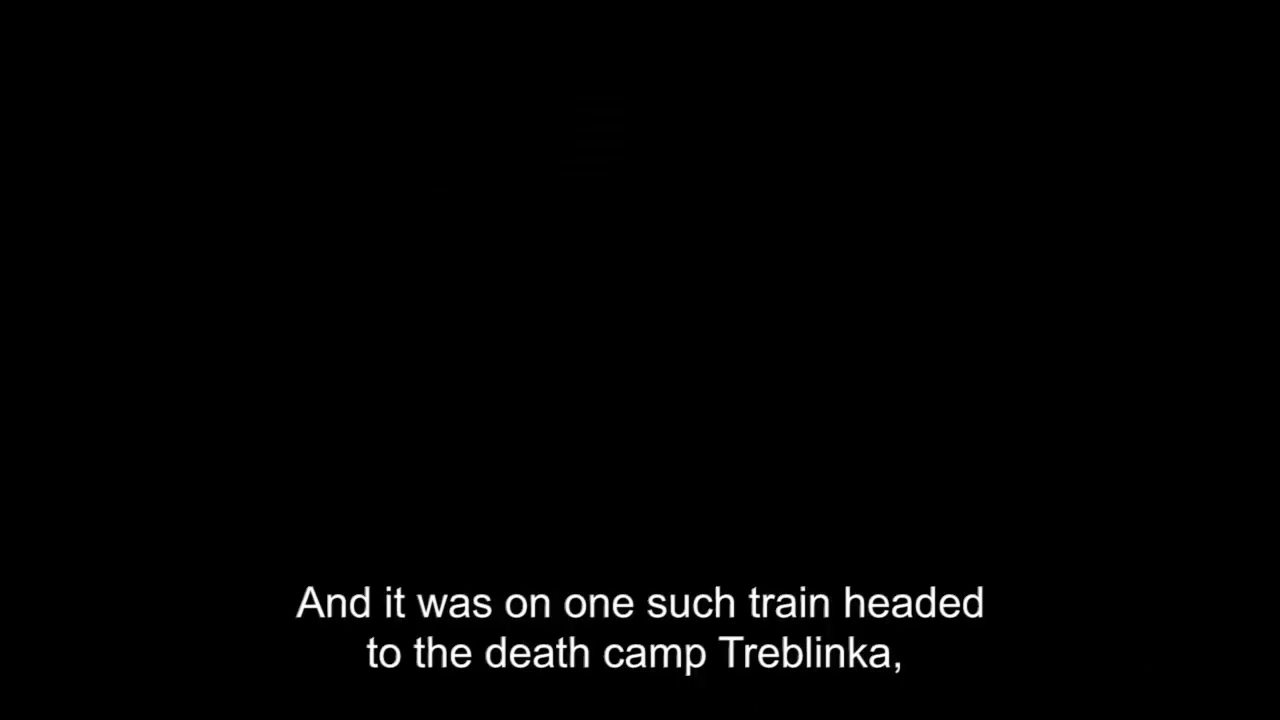 And it was on one such train headed
to the death camp Treblinka,